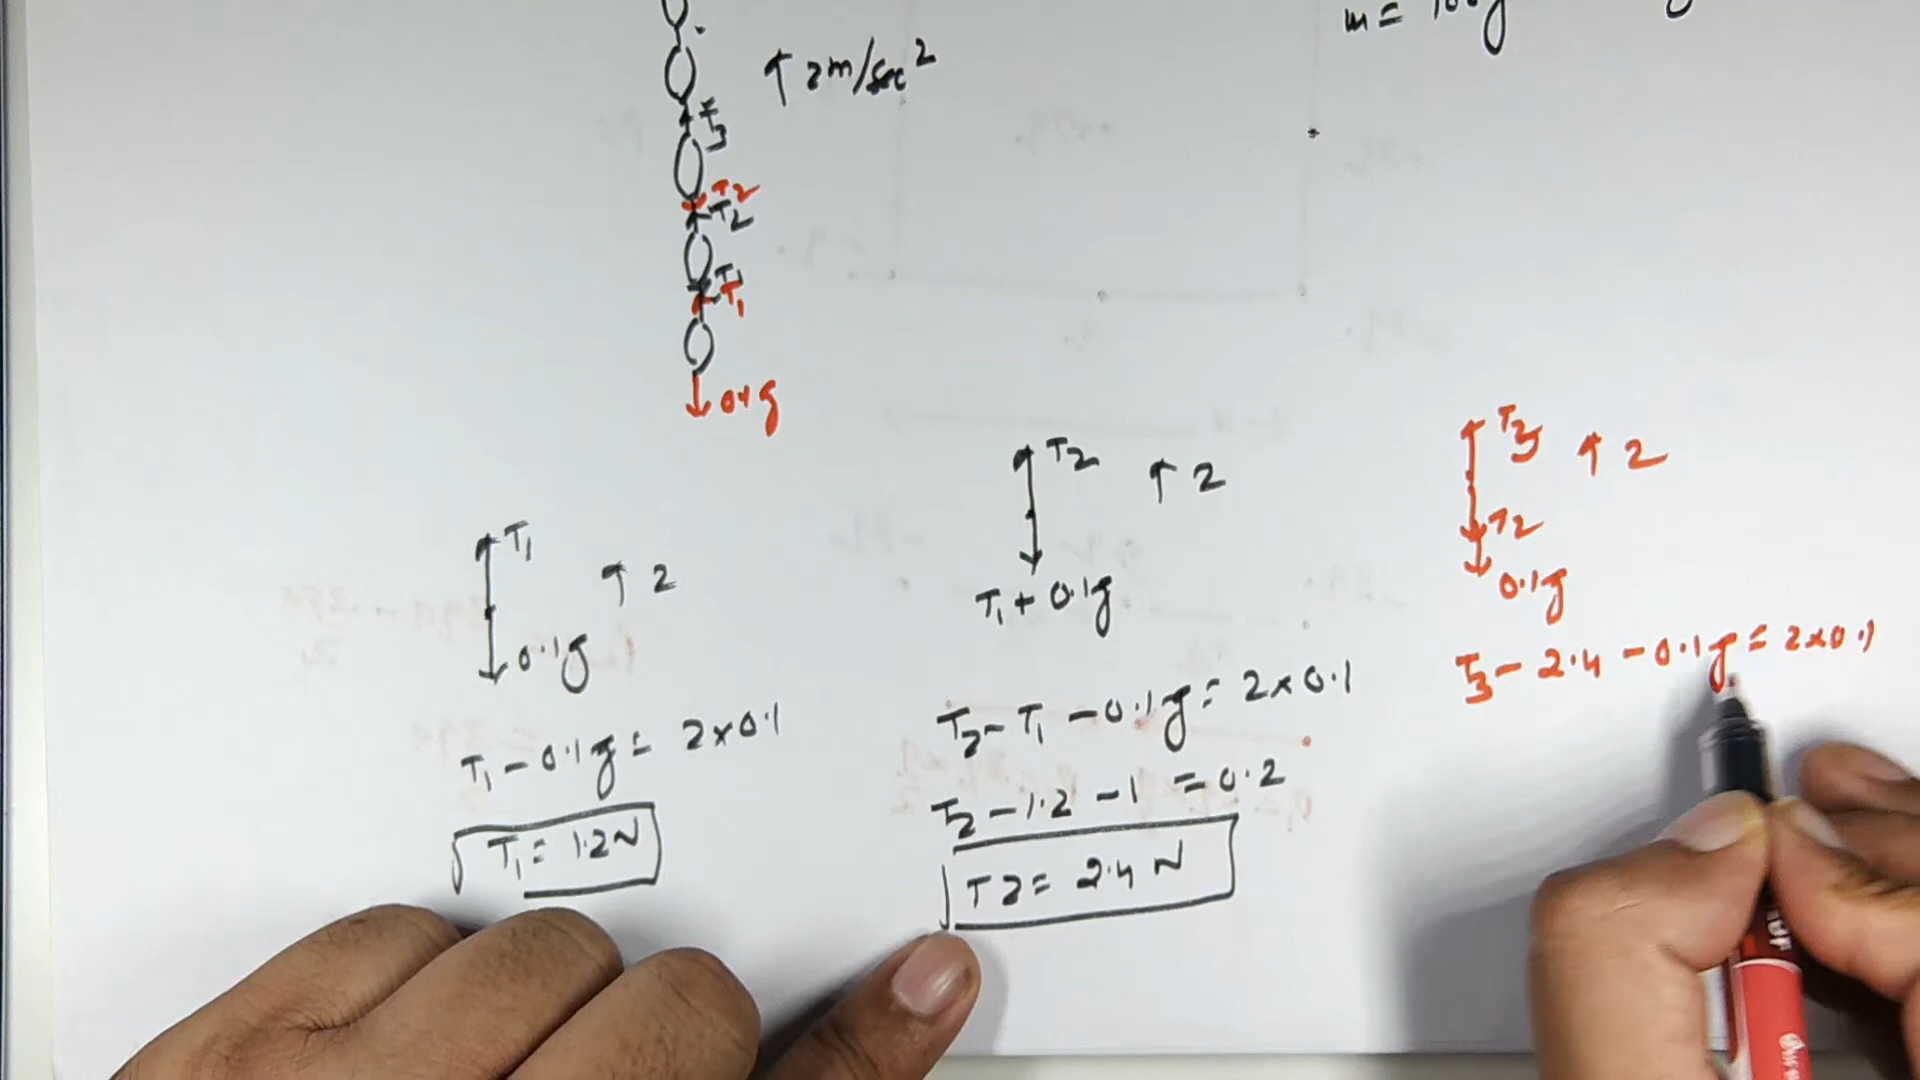 m = 100g
↑ 2m/sec²
T3
T2
T2
T1
T1
0.1g
T1
↑ 2
0.1g
T1 - 0.1g = 2×0.1
T1 = 1.2N
T2
↑ 2
T1 + 0.1g
T2 - T1 - 0.1g = 2×0.1
T2 - 1.2 - 1 = 0.2
T2 = 2.4 N
T3
↑ 2
T2
0.1g
T3 - 2.4 - 0.1g = 2×0.1